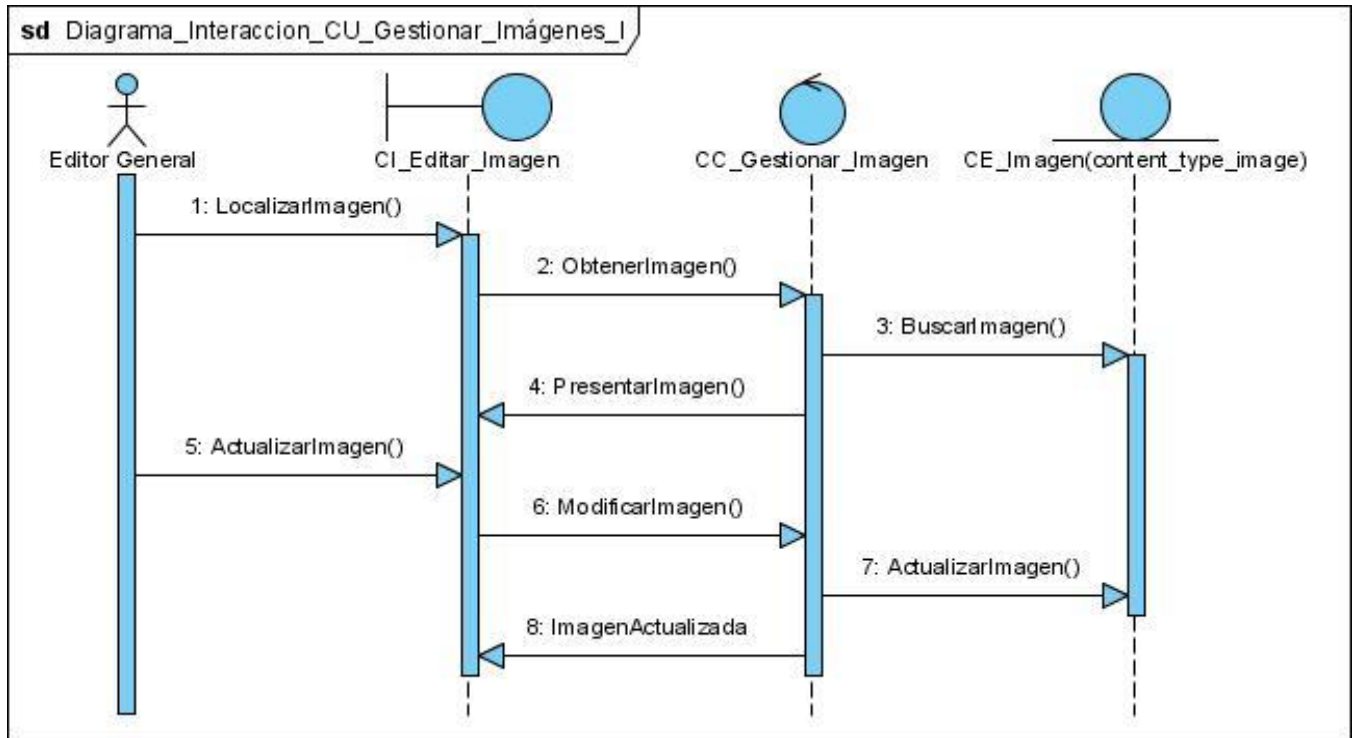 sd Diagrama_Interaccion_CU_Gestionar_Imágenes_I
Editor General
CI_Editar_Imagen
CC_Gestionar_Imagen
CE_Imagen(content_type_image)
1: LocalizarImagen()
2: ObtenerImagen()
3: BuscarImagen()
4: PresentarImagen()
5: ActualizarImagen()
6: ModificarImagen()
7: ActualizarImagen()
8: ImagenActualizada